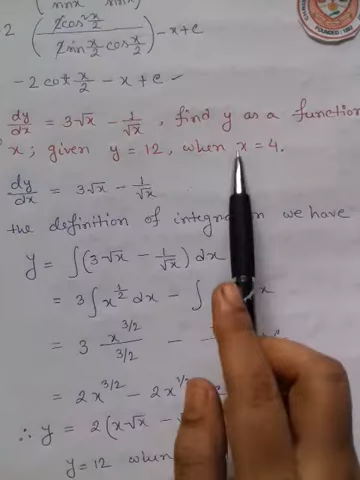 sinx
-2 (2cos²x/2 / 2sin x/2 cos x/2) - x + c
-2 cot x/2 - x + c
dy/dx = 3√x - 1/√x, find y as a function
x; given y = 12, when x = 4.
dy/dx = 3√x - 1/√x
the definition of we have
y = ∫(3√x - 1/√x) dx
= 3∫x^1/2 dx - ∫ x
= 3 x^3/2 / 3/2 -
= 2x^3/2 - 2x
∴ y = 2(x√x -
y=12 when